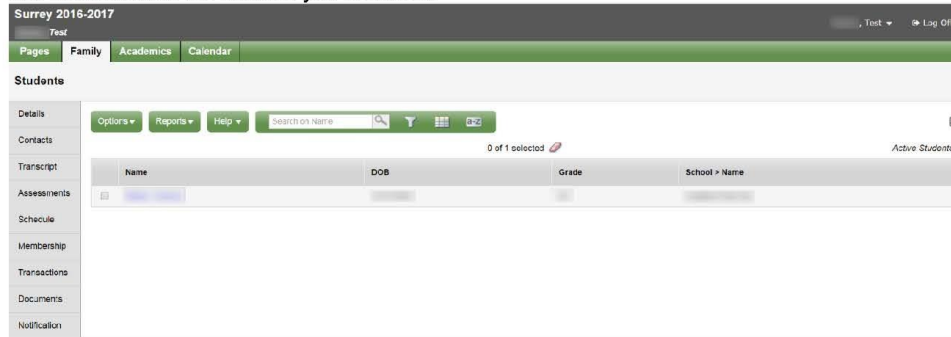 Surrey 2016-2017
Test
, Test
Log Of
Pages Family Academics Calendar
Students
Details
Contacts
Transcript
Assessments
Schedule
Membership
Transactions
Documents
Notification
Options Reports Help Search on Name a-z
0 of 1 selected
Active Students
Name DOB Grade School > Name